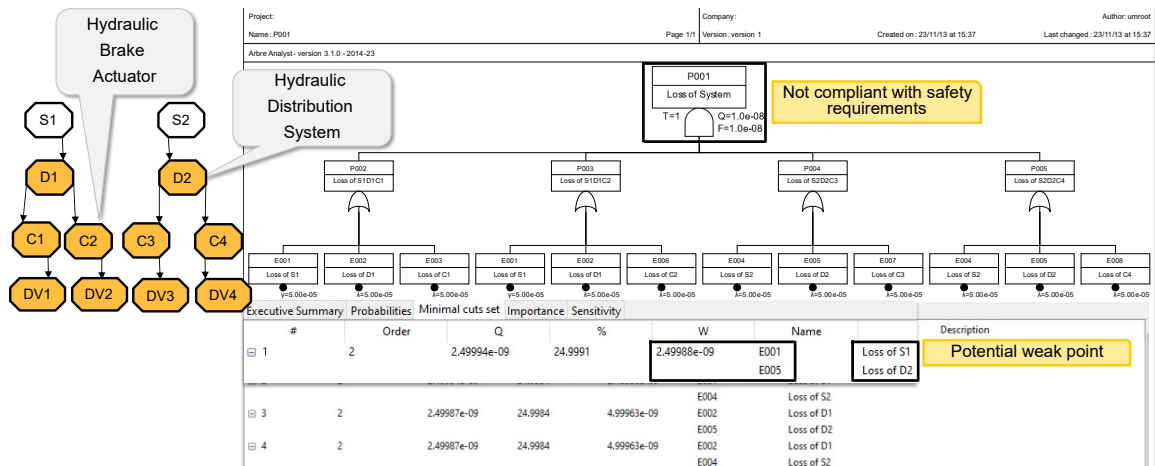 Hydraulic
Brake
Actuator
Hydraulic
Distribution
System
S1
S2
D1
D2
C1
C2
C3
C4
DV1
DV2
DV3
DV4
Project:
Company:
Author: umroot
Name: P001
Page 1/1
Version: version 1
Created on : 23/11/13 at 15:37
Last changed : 23/11/13 at 15:37
Arbre Analyst - version 3.1.0 - 2014-23
P001
Loss of System
T=1
Q=1.0e-08
F=1.0e-08
Not compliant with safety
requirements
P002
Loss of S1D1C1
P003
Loss of S1D1C2
P004
Loss of S2D2C3
P005
Loss of S2D2C4
E001
Loss of S1
γ=5.00e-05
E002
Loss of D1
λ=5.00e-05
E003
Loss of C1
λ=5.00e-05
E001
Loss of S1
γ=5.00e-05
E002
Loss of D1
λ=5.00e-05
E006
Loss of C2
λ=5.00e-05
E004
Loss of S2
λ=5.00e-05
E005
Loss of D2
λ=5.00e-05
E007
Loss of C3
λ=5.00e-05
E004
Loss of S2
λ=5.00e-05
E005
Loss of D2
λ=5.00e-05
E008
Loss of C4
λ=5.00e-05
Executive Summary Probabilities Minimal cuts set Importance Sensitivity
# Order Q % W Name Description
1 2 2.49994e-09 24.9991 2.49988e-09 E001 Loss of S1
E005 Loss of D2
Potential weak point
E004 Loss of S2
3 2 2.49987e-09 24.9984 4.99963e-09 E002 Loss of D1
E005 Loss of D2
4 2 2.49987e-09 24.9984 4.99963e-09 E002 Loss of D1
E004 Loss of S2